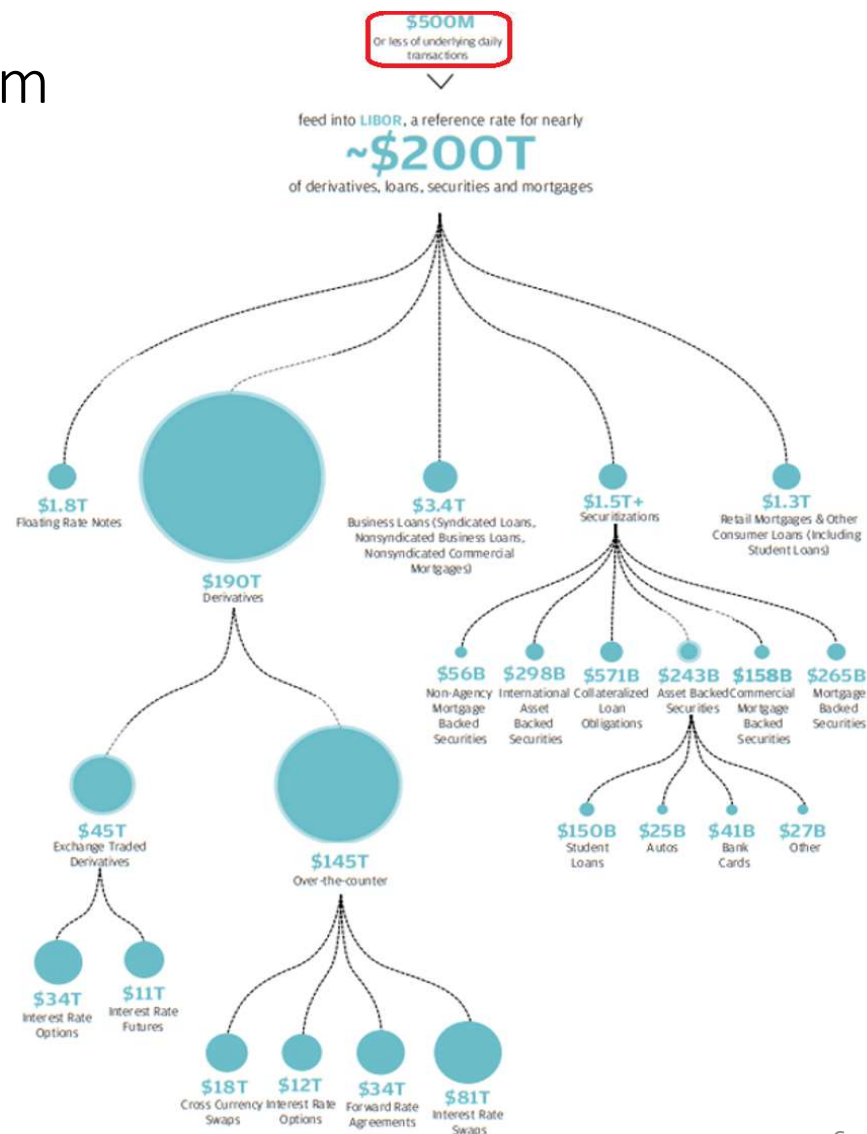 $500M
Or less of underlying daily
transactions
m
feed into LIBOR, a reference rate for nearly
~$200T
of derivatives, loans, securities and mortgages
$1.8T
Floating Rate Notes
$190T
Derivatives
$3.4T
Business Loans (Syndicated Loans,
Nonsyndicated Business Loans,
Nonsyndicated Commercial
Mortgages)
$1.5T+
Securitizations
$1.3T
Retail Mortgages & Other
Consumer Loans (Including
Student Loans)
$56B
Non-Agency
Mortgage
Backed
Securities
$298B
International
Asset
Backed
Securities
$571B
Collateralized
Loan
Obligations
$243B
Asset Backed
Securities
$158B
Commercial
Mortgage
Backed
Securities
$265B
Mortgage
Backed
Securities
$150B
Student
Loans
$25B
Autos
$41B
Bank
Cards
$27B
Other
$45T
Exchange Traded
Derivatives
$145T
Over-the-counter
$34T
Interest Rate
Options
$11T
Interest Rate
Futures
$18T
Cross Currency
Swaps
$12T
Interest Rate
Options
$34T
Forward Rate
Agreements
$81T
Interest Rate
Swaps